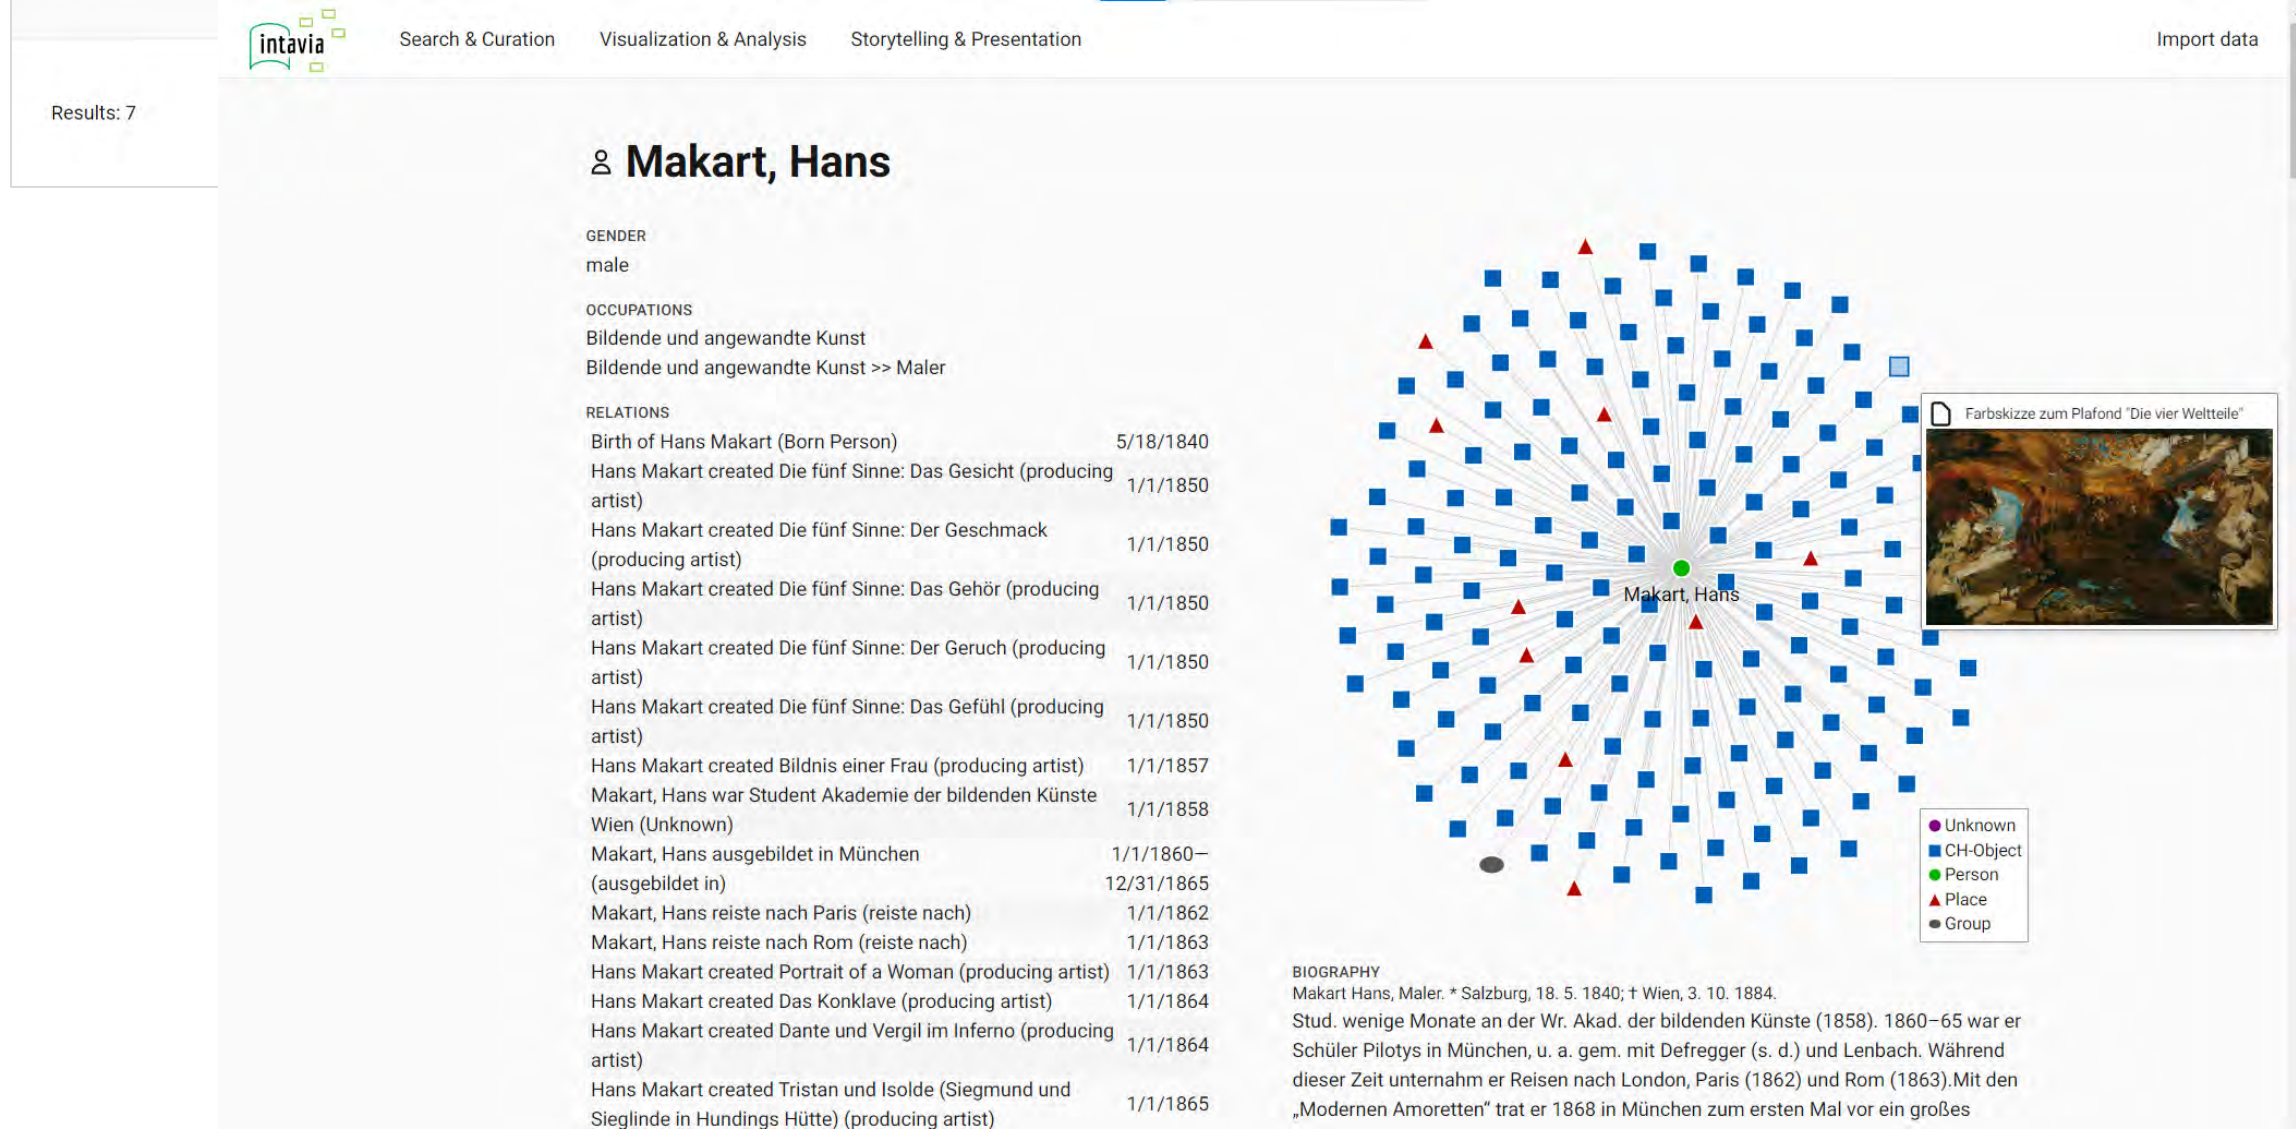 intavia
Search & Curation
Visualization & Analysis
Storytelling & Presentation
Import data
Results: 7
Makart, Hans
GENDER
male
OCCUPATIONS
Bildende und angewandte Kunst
Bildende und angewandte Kunst >> Maler
RELATIONS
Birth of Hans Makart (Born Person) 5/18/1840
Hans Makart created Die fünf Sinne: Das Gesicht (producing
artist) 1/1/1850
Hans Makart created Die fünf Sinne: Der Geschmack
(producing artist) 1/1/1850
Hans Makart created Die fünf Sinne: Das Gehör (producing
artist) 1/1/1850
Hans Makart created Die fünf Sinne: Der Geruch (producing
artist) 1/1/1850
Hans Makart created Die fünf Sinne: Das Gefühl (producing
artist) 1/1/1850
Hans Makart created Bildnis einer Frau (producing artist) 1/1/1857
Makart, Hans war Student Akademie der bildenden Künste
Wien (Unknown) 1/1/1858
Makart, Hans ausgebildet in München 1/1/1860–
(ausgebildet in) 12/31/1865
Makart, Hans reiste nach Paris (reiste nach) 1/1/1862
Makart, Hans reiste nach Rom (reiste nach) 1/1/1863
Hans Makart created Portrait of a Woman (producing artist) 1/1/1863
Hans Makart created Das Konklave (producing artist) 1/1/1864
Hans Makart created Dante und Vergil im Inferno (producing
artist) 1/1/1864
Hans Makart created Tristan und Isolde (Siegmund und
Sieglinde in Hundings Hütte) (producing artist) 1/1/1865
Farbskizze zum Plafond "Die vier Weltteile"
Makart, Hans
Unknown
CH-Object
Person
Place
Group
BIOGRAPHY
Makart Hans, Maler. * Salzburg, 18. 5. 1840; † Wien, 3. 10. 1884.
Stud. wenige Monate an der Wr. Akad. der bildenden Künste (1858). 1860–65 war er
Schüler Pilotys in München, u. a. gem. mit Defregger (s. d.) und Lenbach. Während
dieser Zeit unternahm er Reisen nach London, Paris (1862) und Rom (1863).Mit den
„Modernen Amoretten“ trat er 1868 in München zum ersten Mal vor ein großes